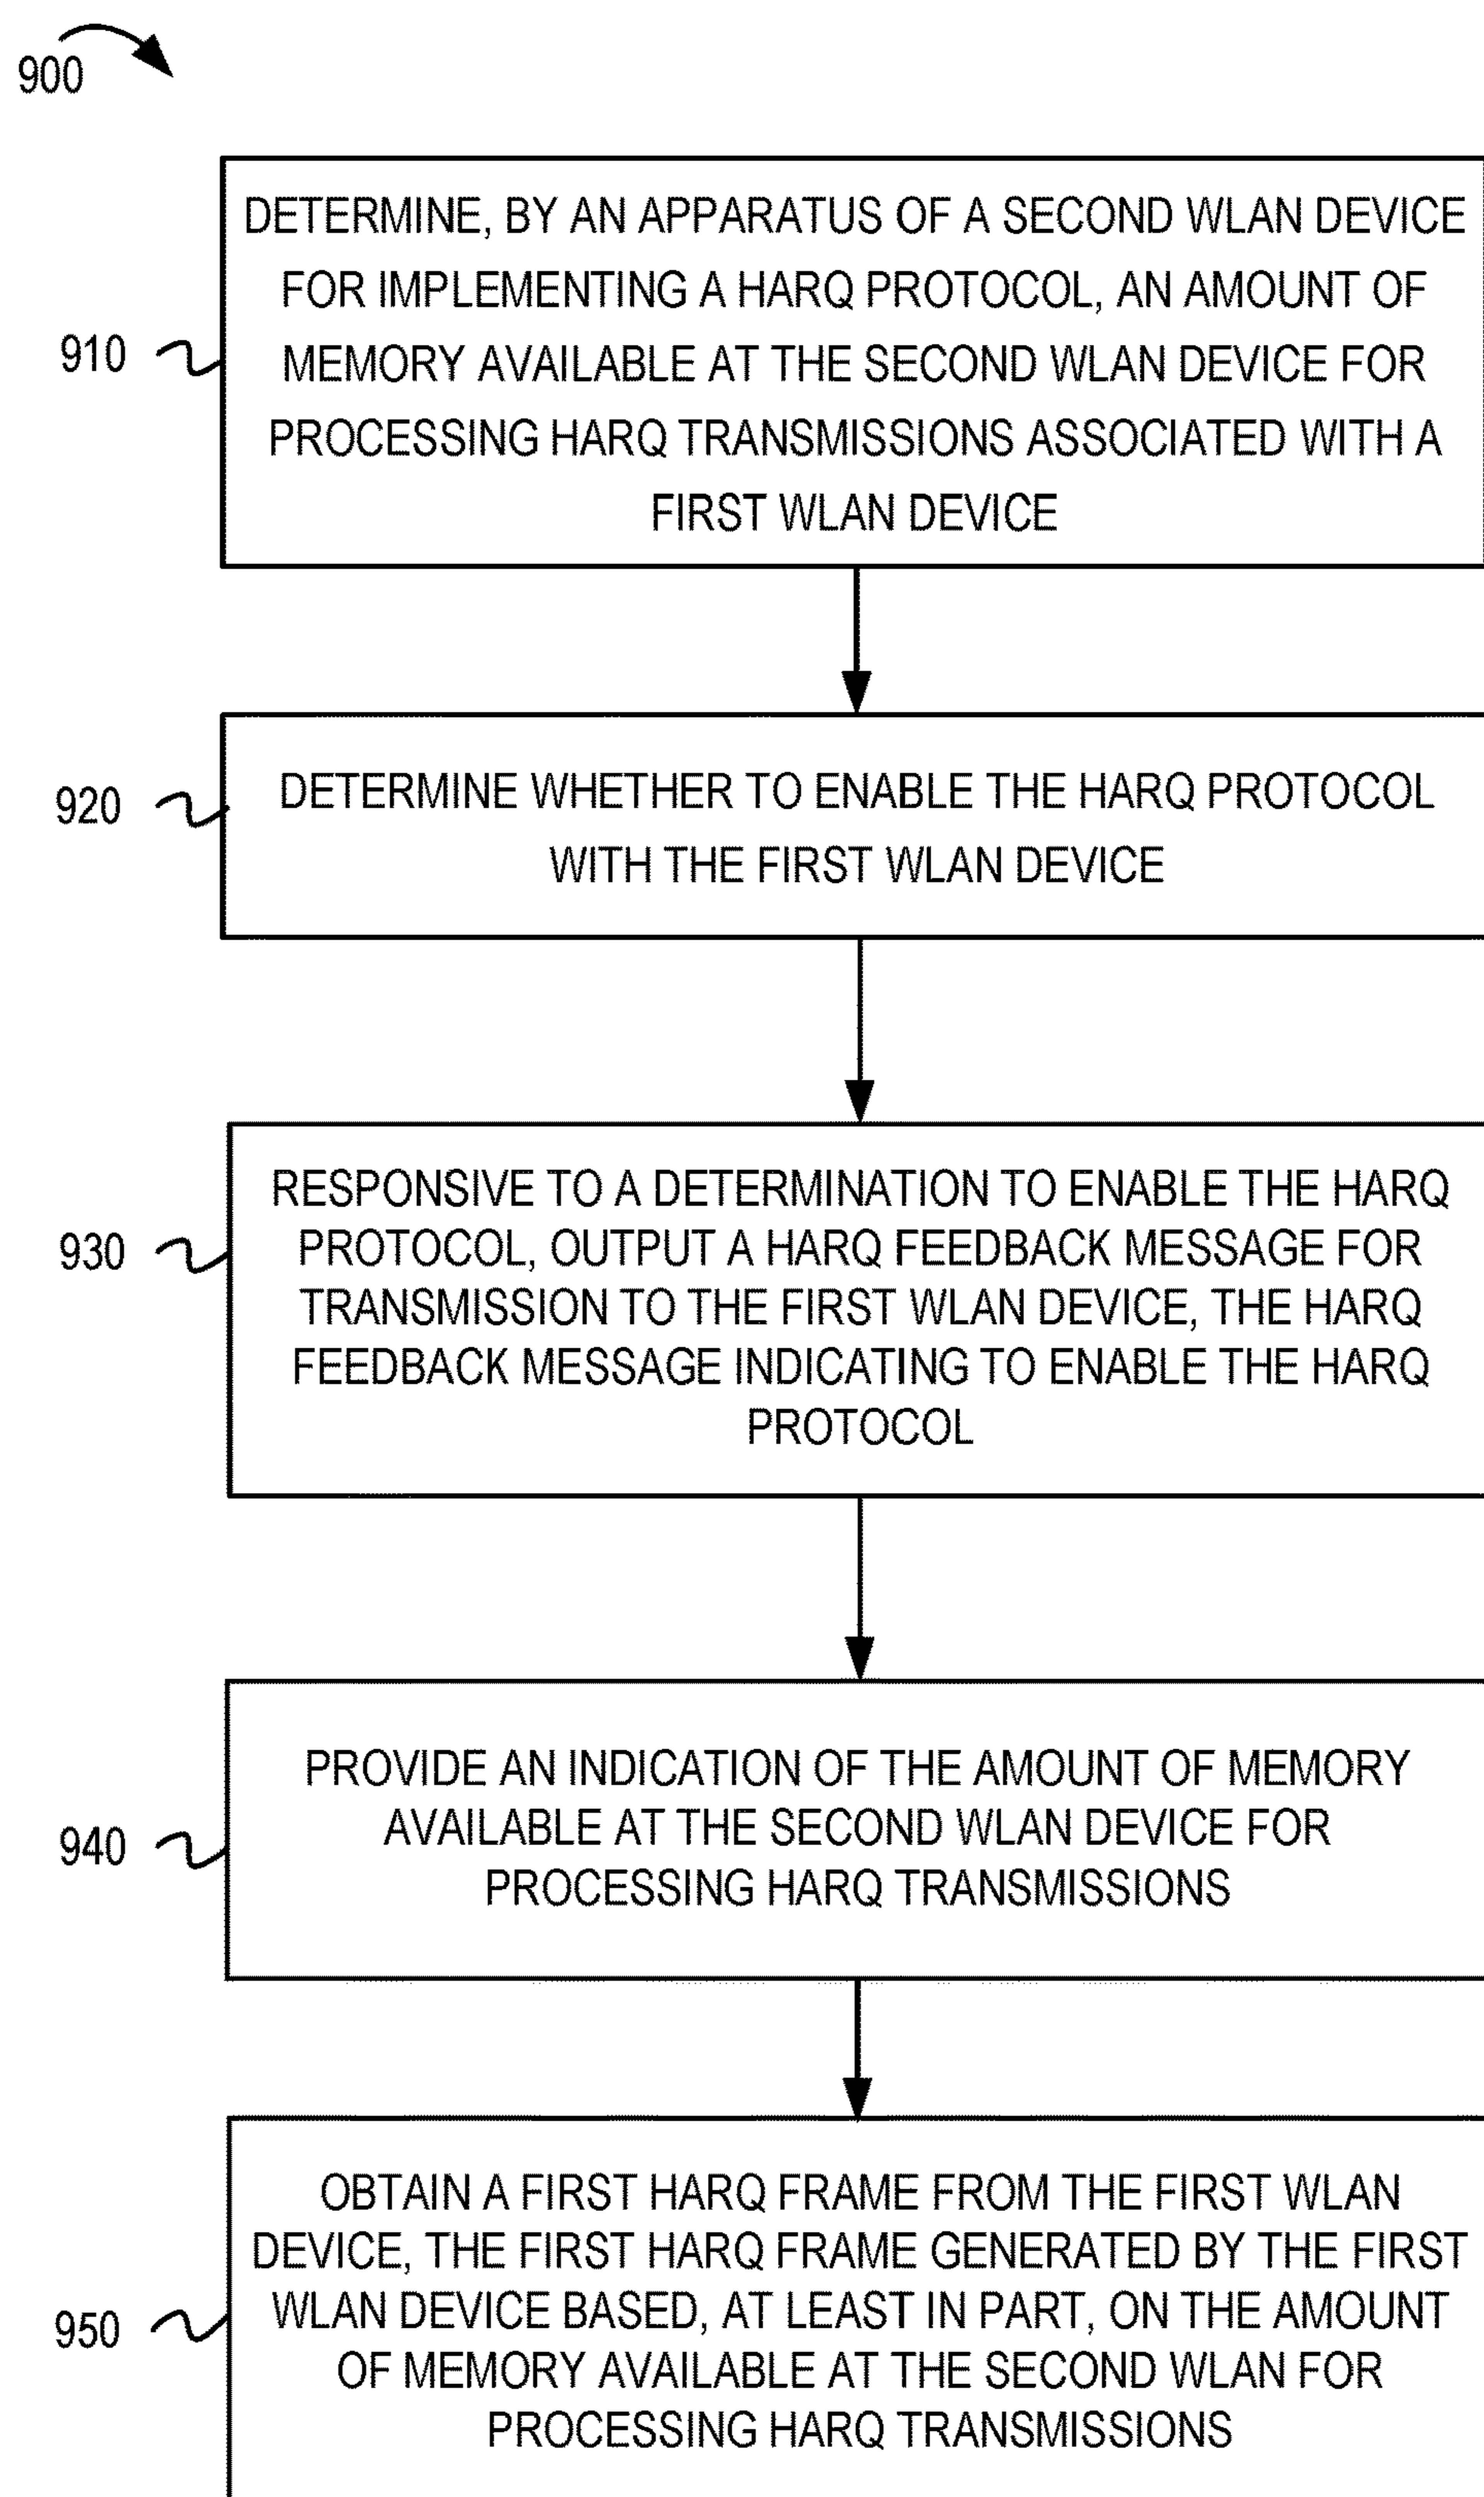 900
910
DETERMINE, BY AN APPARATUS OF A SECOND WLAN DEVICE
FOR IMPLEMENTING A HARQ PROTOCOL, AN AMOUNT OF
MEMORY AVAILABLE AT THE SECOND WLAN DEVICE FOR
PROCESSING HARQ TRANSMISSIONS ASSOCIATED WITH A
FIRST WLAN DEVICE
920
DETERMINE WHETHER TO ENABLE THE HARQ PROTOCOL
WITH THE FIRST WLAN DEVICE
930
RESPONSIVE TO A DETERMINATION TO ENABLE THE HARQ
PROTOCOL, OUTPUT A HARQ FEEDBACK MESSAGE FOR
TRANSMISSION TO THE FIRST WLAN DEVICE, THE HARQ
FEEDBACK MESSAGE INDICATING TO ENABLE THE HARQ
PROTOCOL
940
PROVIDE AN INDICATION OF THE AMOUNT OF MEMORY
AVAILABLE AT THE SECOND WLAN DEVICE FOR
PROCESSING HARQ TRANSMISSIONS
950
OBTAIN A FIRST HARQ FRAME FROM THE FIRST WLAN
DEVICE, THE FIRST HARQ FRAME GENERATED BY THE FIRST
WLAN DEVICE BASED, AT LEAST IN PART, ON THE AMOUNT
OF MEMORY AVAILABLE AT THE SECOND WLAN FOR
PROCESSING HARQ TRANSMISSIONS